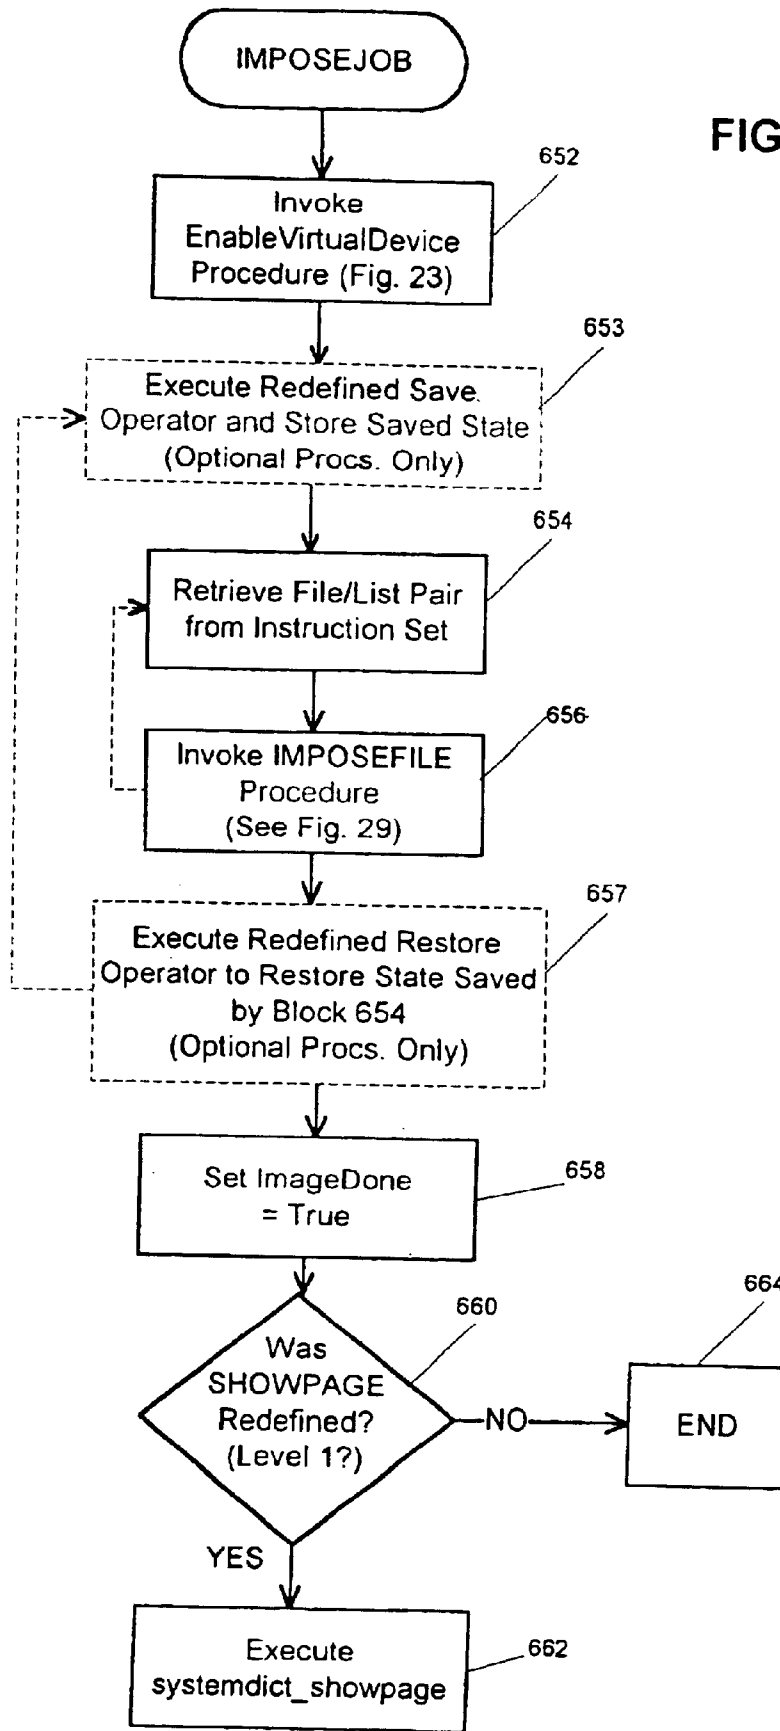 IMPOSEJOB
FIG
652
Invoke
EnableVirtualDevice
Procedure (Fig. 23)
653
Execute Redefined Save.
Operator and Store Saved State
(Optional Procs. Only)
654
Retrieve File/List Pair
from Instruction Set
656
Invoke IMPOSEFILE
Procedure
(See Fig. 29)
657
Execute Redefined Restore
Operator to Restore State Saved
by Block 654
(Optional Procs. Only)
658
Set ImageDone
= True
660
Was
SHOWPAGE
Redefined?
(Level 1?)
NO
664
END
YES
Execute
systemdict_showpage
662